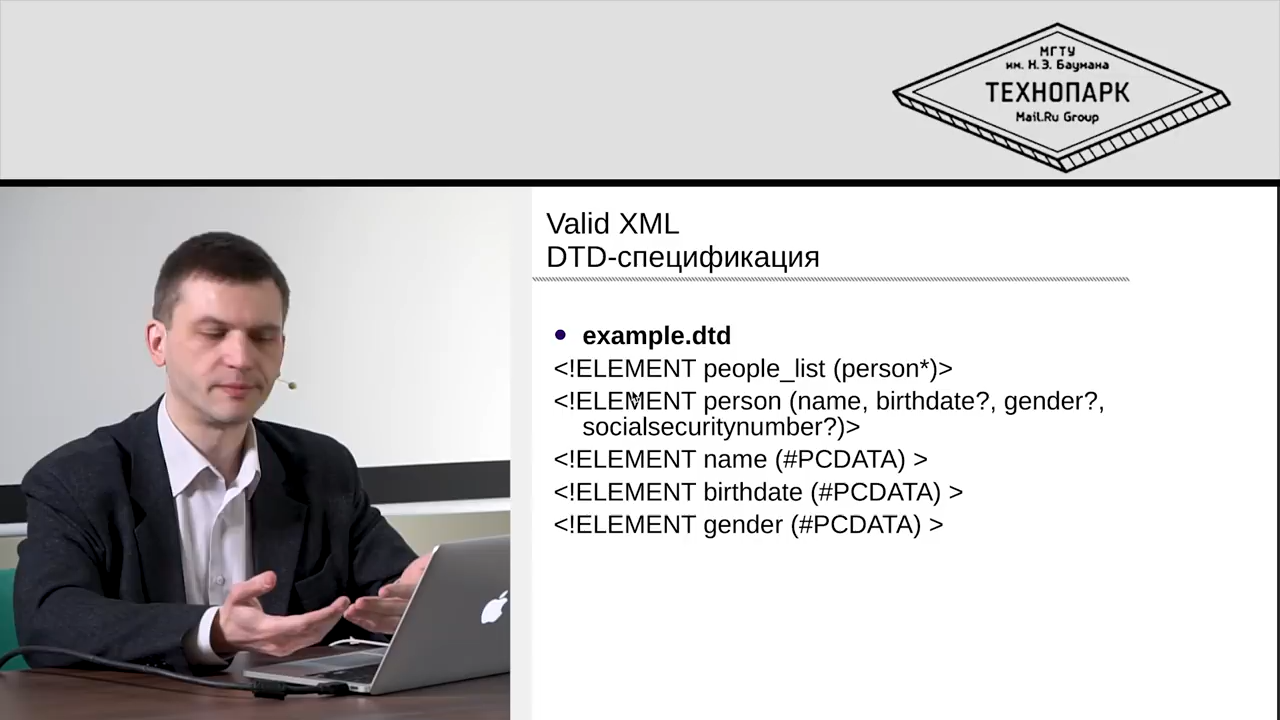 МГТУ
им. Н.Э. Баумана
ТЕХНОПАРК
Mail.Ru Group
Valid XML
DTD-спецификация
example.dtd
<!ELEMENT people_list (person*)>
<!ELEMENT person (name, birthdate?, gender?,
socialsecuritynumber?)>
<!ELEMENT name (#PCDATA) >
<!ELEMENT birthdate (#PCDATA) >
<!ELEMENT gender (#PCDATA) >